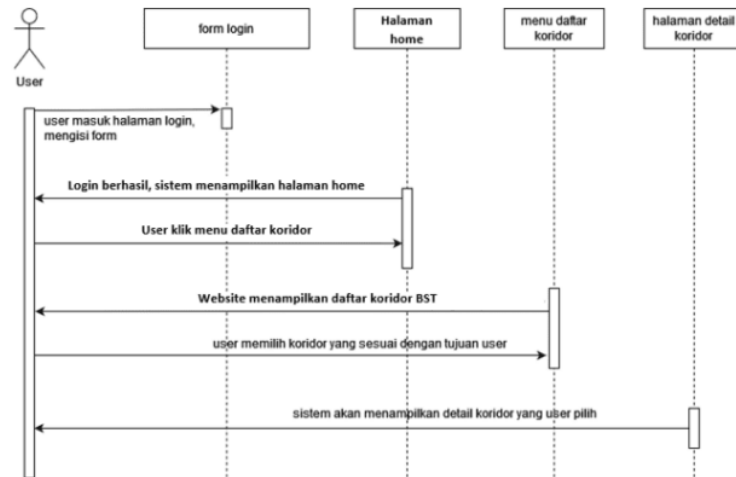 form login
Halaman
home
menu daftar
koridor
halaman detail
koridor
User
user masuk halaman login,
mengisi form
Login berhasil, sistem menampilkan halaman home
User klik menu daftar koridor
Website menampilkan daftar koridor BST
user memilih koridor yang sesuai dengan tujuan user
sistem akan menampilkan detail koridor yang user pilih